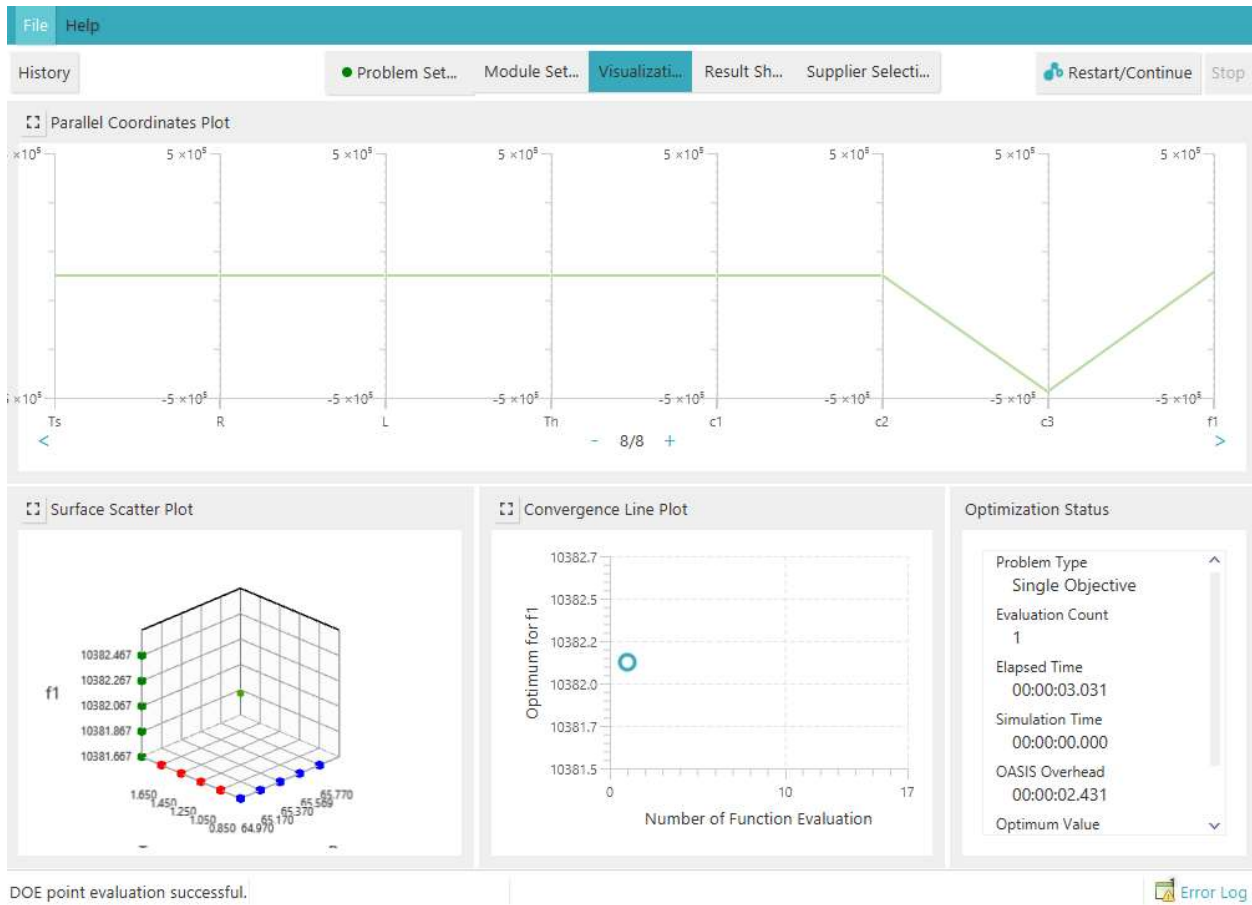 File Help
History
Problem Set... Module Set... Visualizati... Result Sh... Supplier Selecti...
Restart/Continue Stop
Parallel Coordinates Plot
×10⁵ 5 ×10⁵ 5 ×10⁵ 5 ×10⁵ 5 ×10⁵ 5 ×10⁵ 5 ×10⁵ 5 ×10⁵
×10⁵ -5 ×10⁵ -5 ×10⁵ -5 ×10⁵ -5 ×10⁵ -5 ×10⁵ -5 ×10⁵ -5 ×10⁵
Ts R L Th c1 c2 c3 f1
< - 8/8 + >
Surface Scatter Plot
f1
10382.467
10382.267
10382.067
10381.867
10381.667
1.650
1.450
1.250
1.050
0.850
64.970
65.170
65.370
65.569
65.770
Convergence Line Plot
Optimum for f1
10382.7
10382.5
10382.2
10382.0
10381.7
10381.5
0 10 17
Number of Function Evaluation
Optimization Status
Problem Type
Single Objective
Evaluation Count
1
Elapsed Time
00:00:03.031
Simulation Time
00:00:00.000
OASIS Overhead
00:00:02.431
Optimum Value
DOE point evaluation successful.
Error Log